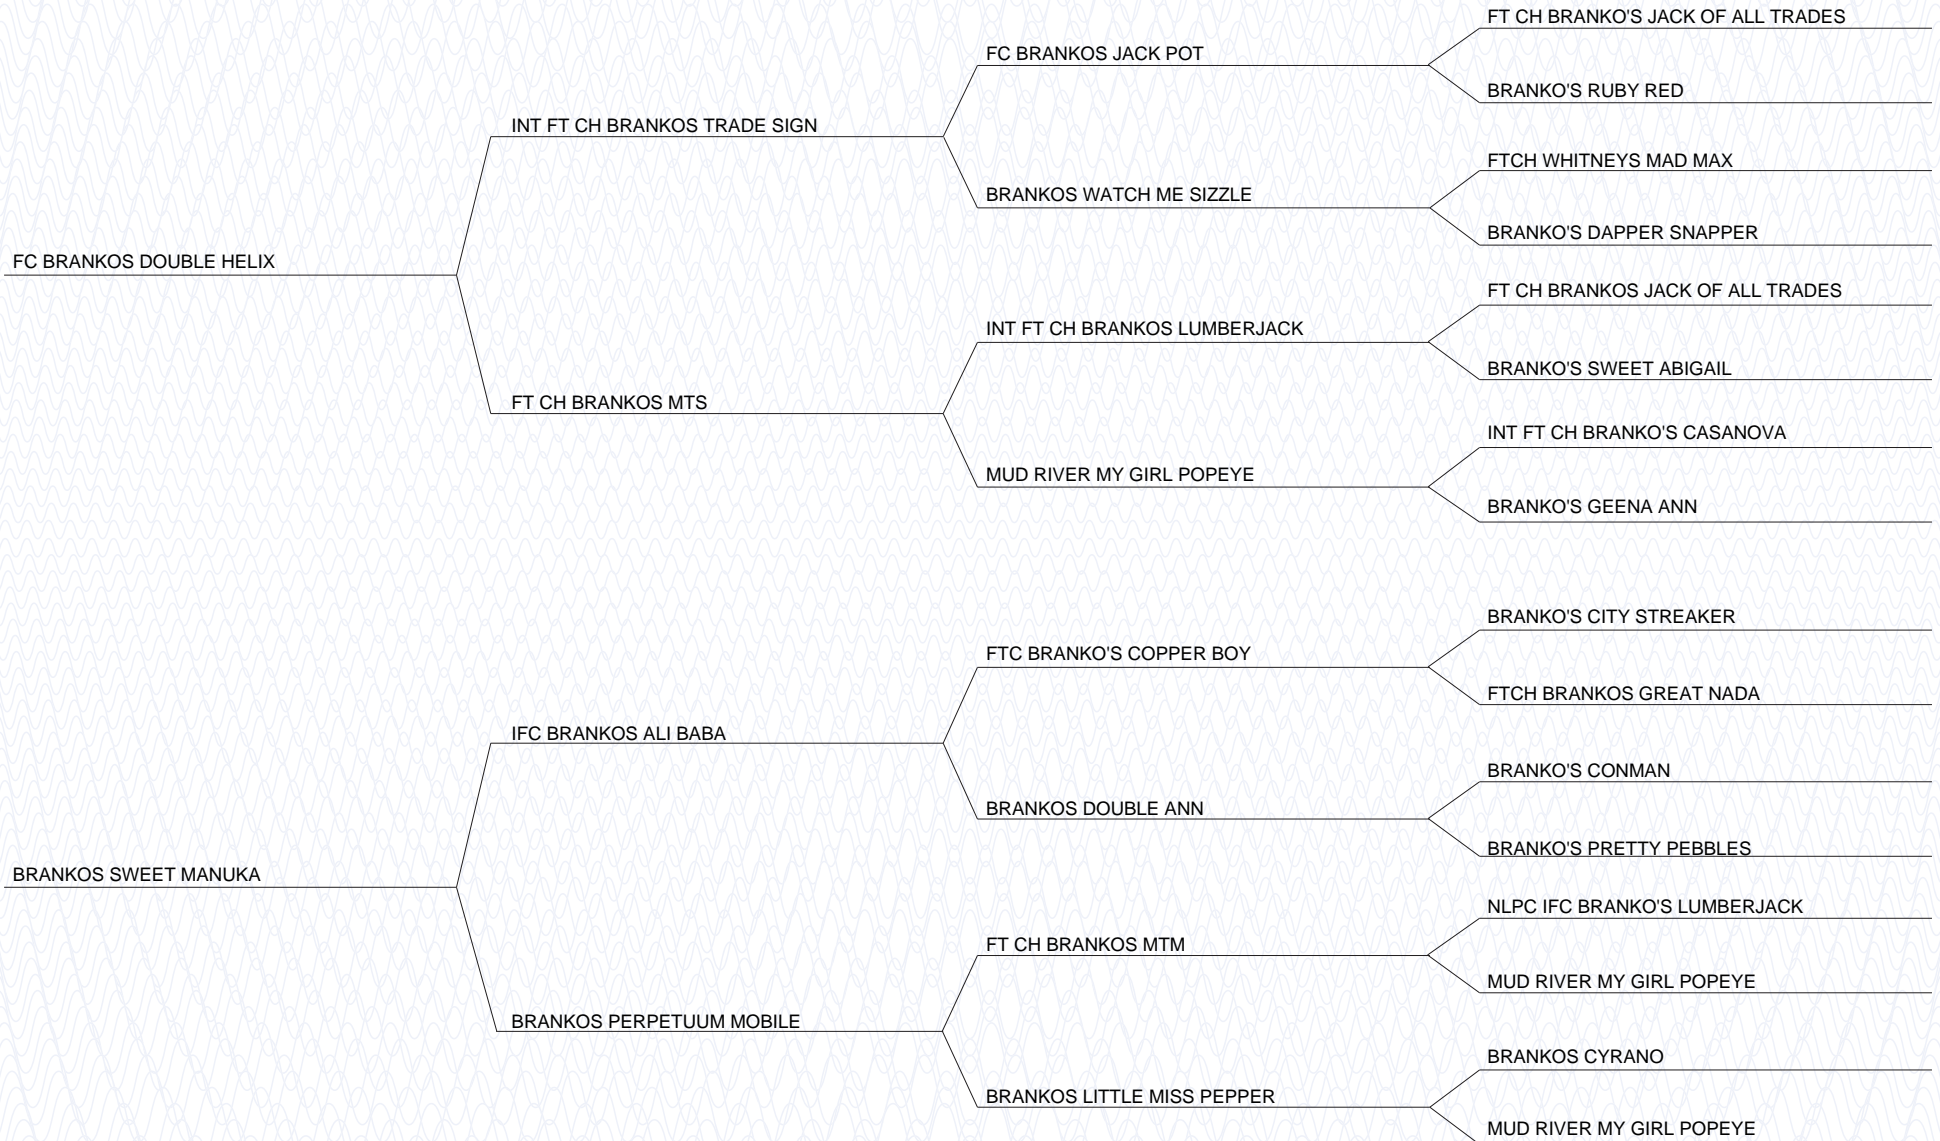 FT CH BRANKO'S JACK OF ALL TRADES
FC BRANKOS JACK POT
BRANKO'S RUBY RED
INT FT CH BRANKOS TRADE SIGN
FTCH WHITNEYS MAD MAX
BRANKOS WATCH ME SIZZLE
BRANKO'S DAPPER SNAPPER
FC BRANKOS DOUBLE HELIX
FT CH BRANKOS JACK OF ALL TRADES
INT FT CH BRANKOS LUMBERJACK
BRANKO'S SWEET ABIGAIL
FT CH BRANKOS MTS
INT FT CH BRANKO'S CASANOVA
MUD RIVER MY GIRL POPEYE
BRANKO'S GEENA ANN
BRANKO'S CITY STREAKER
FTC BRANKO'S COPPER BOY
FTCH BRANKOS GREAT NADA
IFC BRANKOS ALI BABA
BRANKO'S CONMAN
BRANKOS DOUBLE ANN
BRANKO'S PRETTY PEBBLES
BRANKOS SWEET MANUKA
NLPC IFC BRANKO'S LUMBERJACK
FT CH BRANKOS MTM
MUD RIVER MY GIRL POPEYE
BRANKOS PERPETUUM MOBILE
BRANKOS CYRANO
BRANKOS LITTLE MISS PEPPER
MUD RIVER MY GIRL POPEYE